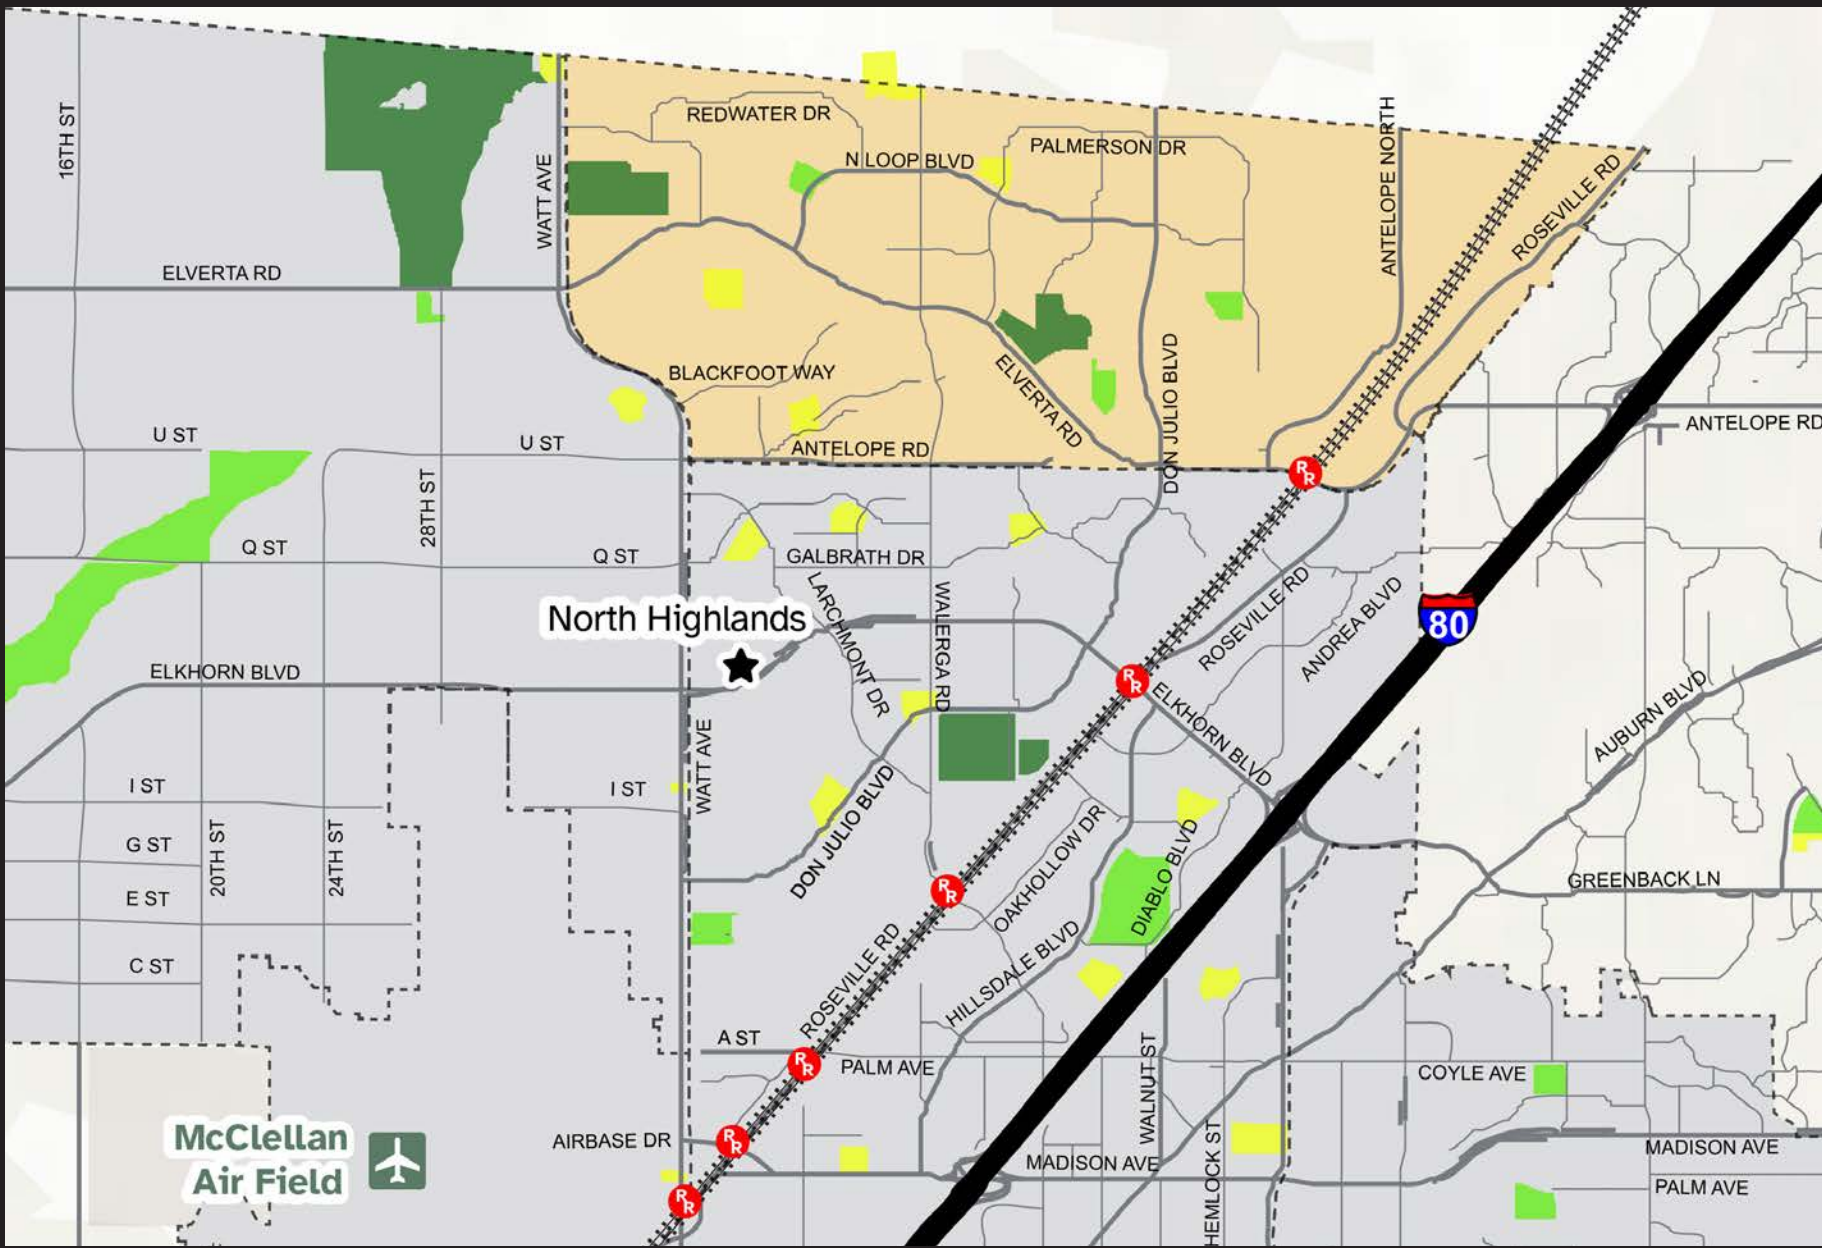 REDWATER DR
16TH ST
PALMERSON DR
N LOOP BLVD
WATT AVE
ANTELOPE NORTH
ROSEVILLE RD
ELVERTA RD
BLACKFOOT WAY
ELVERTA RD
DON JULIO BLVD
ANTELOPE RD
U ST
U ST
ANTELOPE RD
28TH ST
R
R
Q ST
Q ST
GALBRATH DR
LARCHMONT DR
WALERGA RD
ROSEVILLE RD
ANDREA BLVD
80
North Highlands
ELKHORN BLVD
R
R
ELKHORN BLVD
AUBURN BLVD
WATT AVE
I ST
I ST
DON JULIO BLVD
G ST
20TH ST
24TH ST
E ST
C ST
R
R
OAKHOLLOW DR
DIABLO BLVD
GREENBACK LN
ROSEVILLE RD
HILLSDALE BLVD
A ST
R
R
PALM AVE
WALNUT ST
COYLE AVE
McClellan
Air Field
AIRBASE DR
R
R
MADISON AVE
HEMLOCK ST
MADISON AVE
PALM AVE
R
R